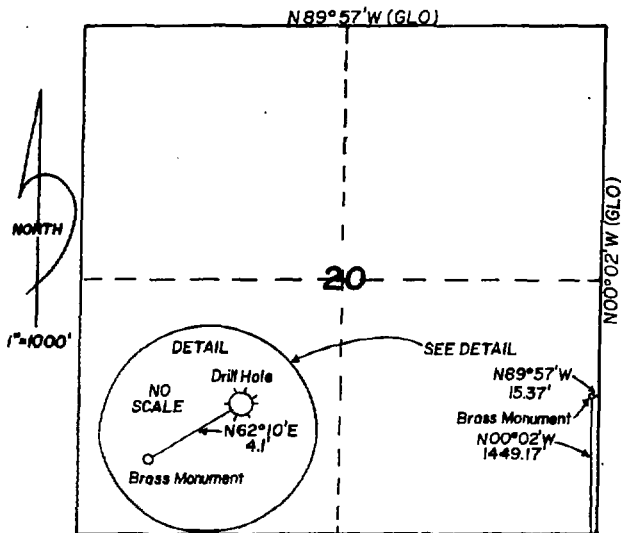 N89°57'W (GLO)
NORTH
1"=1000'
N00°02'W (GLO)
20
DETAIL
SEE DETAIL
NO
SCALE
Drill Hole
N62°10'E
4.1'
Brass Monument
N89°57'W
15.37'
Brass Monument
N00°02'W
1449.17'